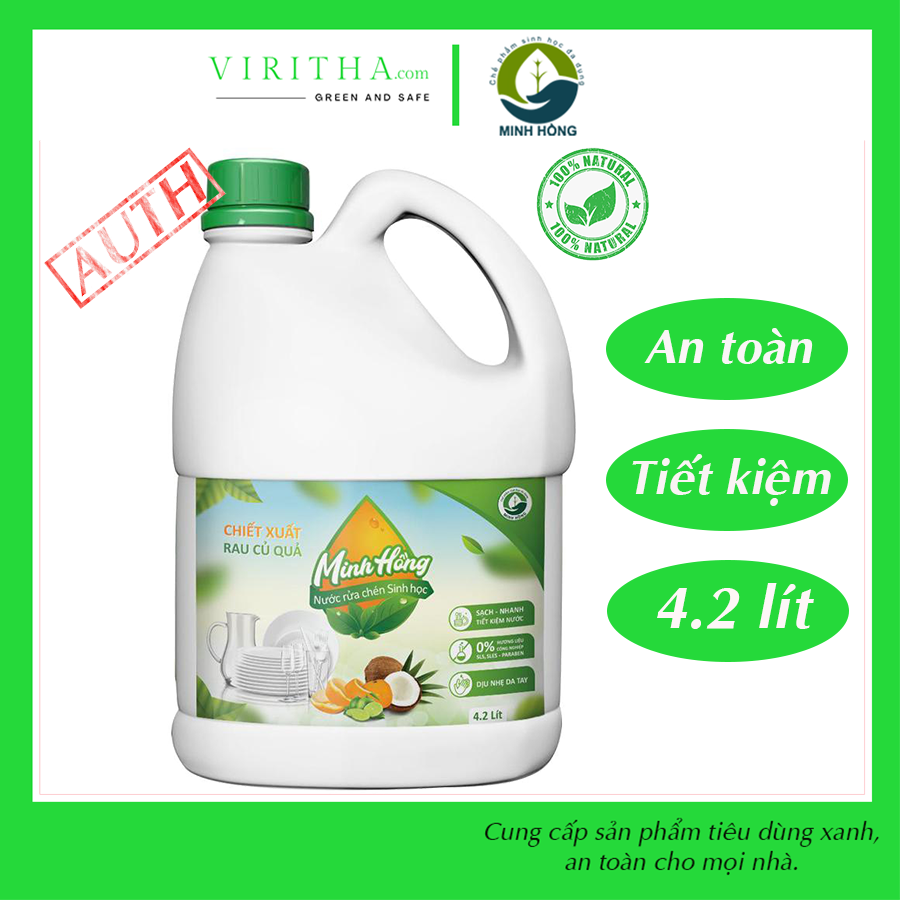 VIRITHA.com
GREEN AND SAFE
Chế phẩm sinh học đa dụng
MINH HỒNG
100% NATURAL
100% NATURAL
AUTH
An toàn
Tiết kiệm
4.2 lít
CHIẾT XUẤT
RAU CỦ QUẢ
Minh Hồng
Nước rửa chén Sinh học
MINH HỒNG
SẠCH - NHANH
TIẾT KIỆM NƯỚC
0% HƯƠNG LIỆU
CÔNG NGHIỆP
SLS, SLES - PARABEN
DỊU NHẸ DA TAY
4.2 Lít
Cung cấp sản phẩm tiêu dùng xanh,
an toàn cho mọi nhà.